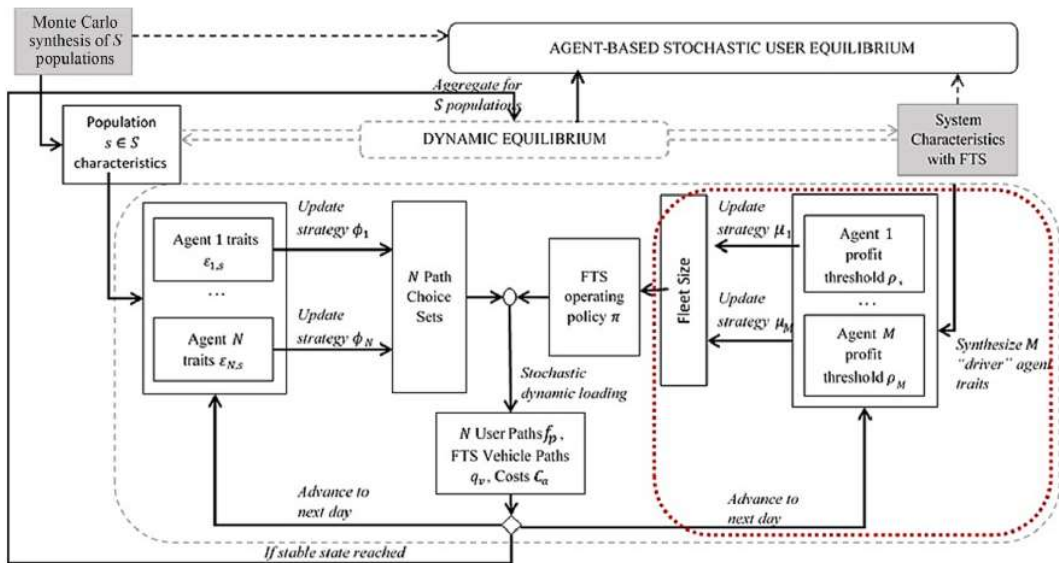 Monte Carlo
synthesis of S
populations
AGENT-BASED STOCHASTIC USER EQUILIBRIUM
Aggregate for
S populations
Population
s ∈ S
characteristics
DYNAMIC EQUILIBRIUM
System
Characteristics
with FTS
Agent 1 traits
ε1,s
...
Agent N
traits εN,s
Update
strategy ϕ1
Update
strategy ϕN
N Path
Choice
Sets
FTS
operating
policy π
Fleet Size
Update
strategy μ1
Update
strategy μM
Agent 1
profit
threshold ρ
...
Agent M
profit
threshold ρM
Synthesize M
"driver" agent
traits
Stochastic
dynamic loading
N User Paths fp,
FTS Vehicle Paths
qv, Costs Ca
Advance to
next day
Advance to
next day
If stable state reached